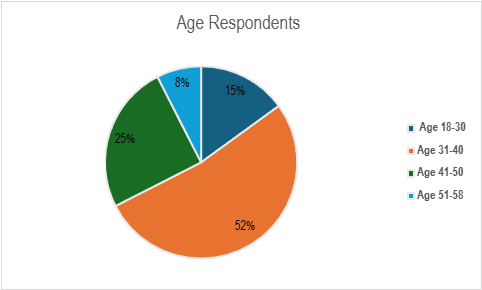 Age Respondents
8%
15%
25%
52%
Age 18-30
Age 31-40
Age 41-50
Age 51-58